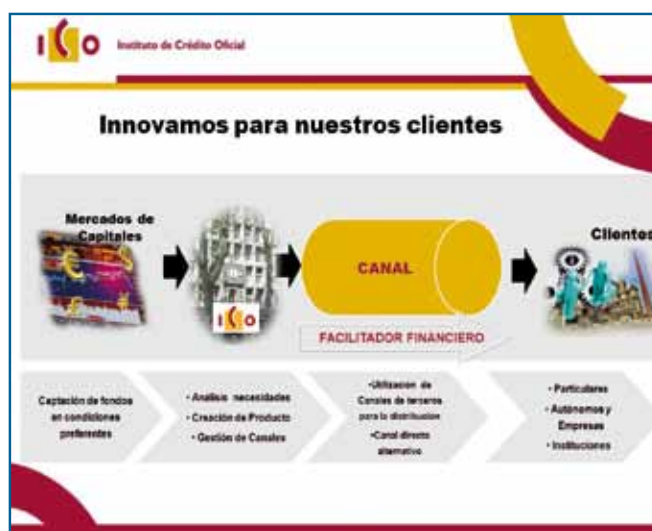 ICO Instituto de Crédito Oficial
Innovamos para nuestros clientes
Mercados de
Capitales
€ $
£ ¥
ICO
CANAL
FACILITADOR FINANCIERO
Clientes
Captación de fondos
en condiciones
preferentes
• Análisis necesidades
• Creación de Producto
• Gestión de Canales
•Utilización de
Canales de terceros
para la distribución
•Canal directo
alternativo
• Particulares
• Autónomos y
Empresas
• Instituciones